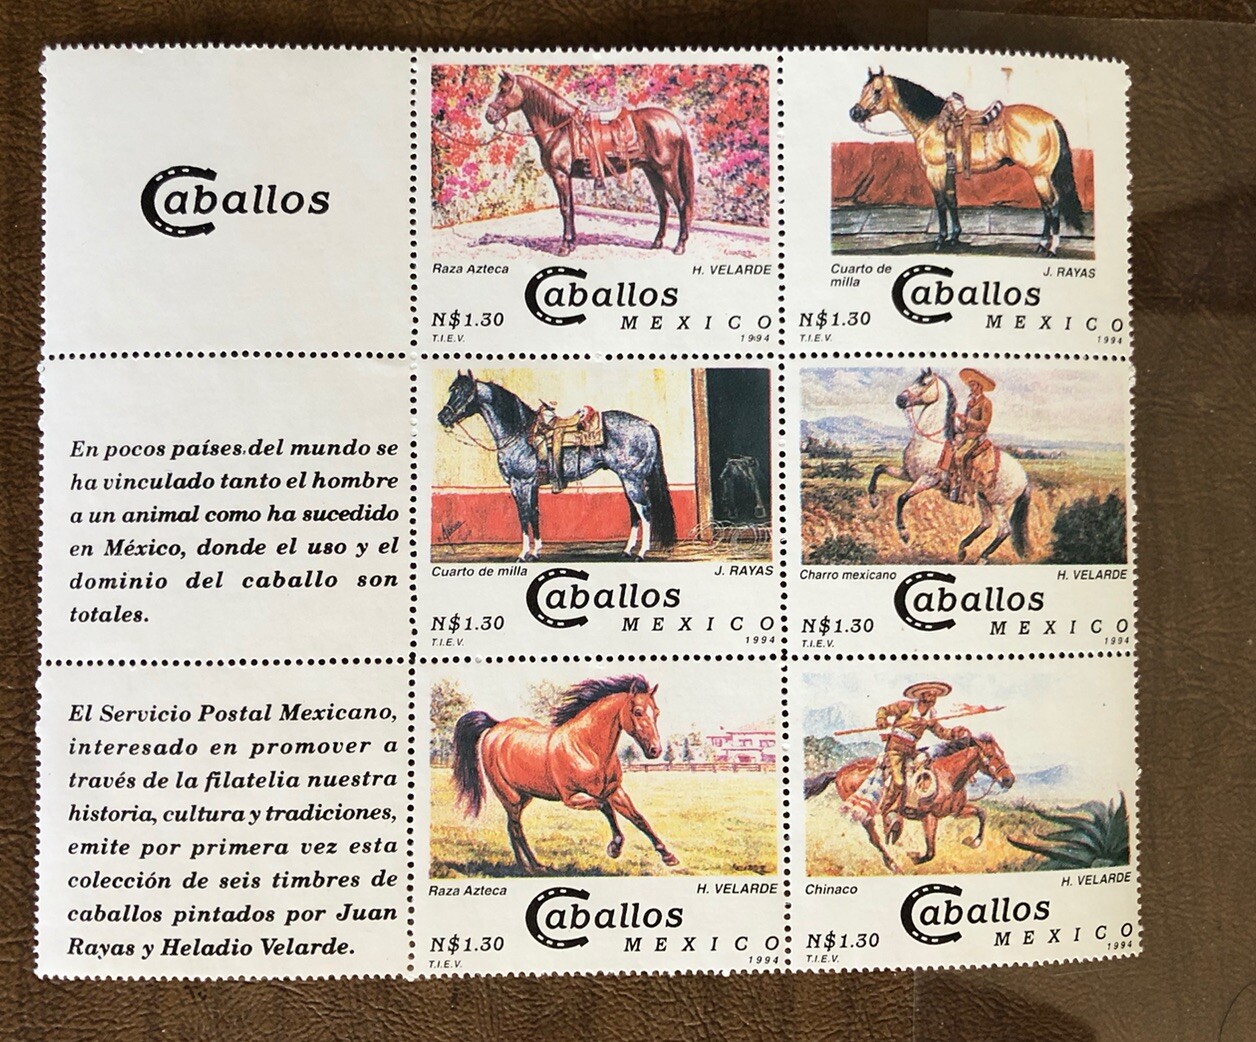 Caballos
Raza Azteca H. VELARDE
Caballos
N$1.30 MEXICO
T.I.E.V. 1994
Cuarto de
milla J. RAYAS
Caballos
N$1.30 MEXICO
T.I.E.V. 1994
En pocos países del mundo se
ha vinculado tanto el hombre
a un animal como ha sucedido
en México, donde el uso y el
dominio del caballo son
totales.
Cuarto de milla J. RAYAS
Caballos
N$1.30 MEXICO
T.I.E.V. 1994
Charro mexicano H. VELARDE
Caballos
N$1.30 MEXICO
T.I.E.V. 1994
El Servicio Postal Mexicano,
interesado en promover a
través de la filatelia nuestra
historia, cultura y tradiciones,
emite por primera vez esta
colección de seis timbres de
caballos pintados por Juan
Rayas y Heladio Velarde.
Raza Azteca H. VELARDE
Caballos
N$1.30 MEXICO
T.I.E.V. 1994
Chinaco H. VELARDE
Caballos
N$1.30 MEXICO
T.I.E.V. 1994